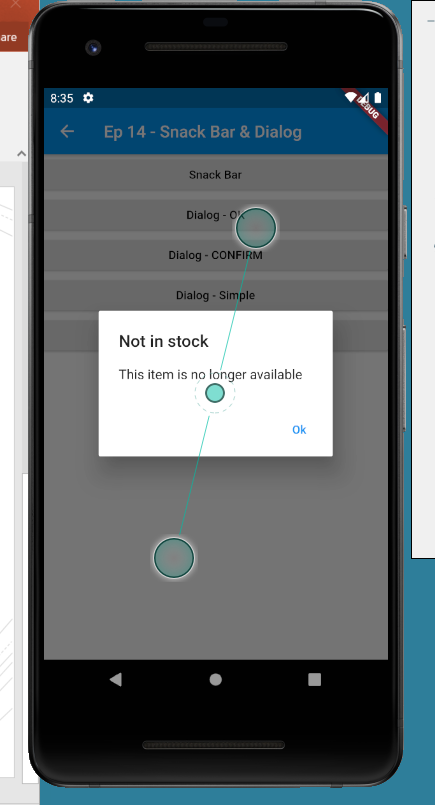 are
8:35
DEBUG
Ep 14 - Snack Bar & Dialog
Snack Bar
Dialog - Ok
Dialog - CONFIRM
Dialog - Simple
Not in stock
This item is no longer available
Ok